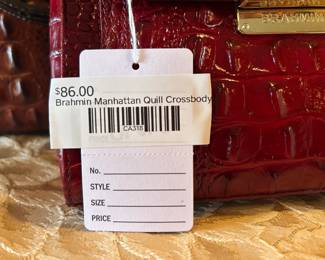 $86.00
Brahmin Manhattan Quill Crossbody
CA318
No.
STYLE
SIZE
PRICE